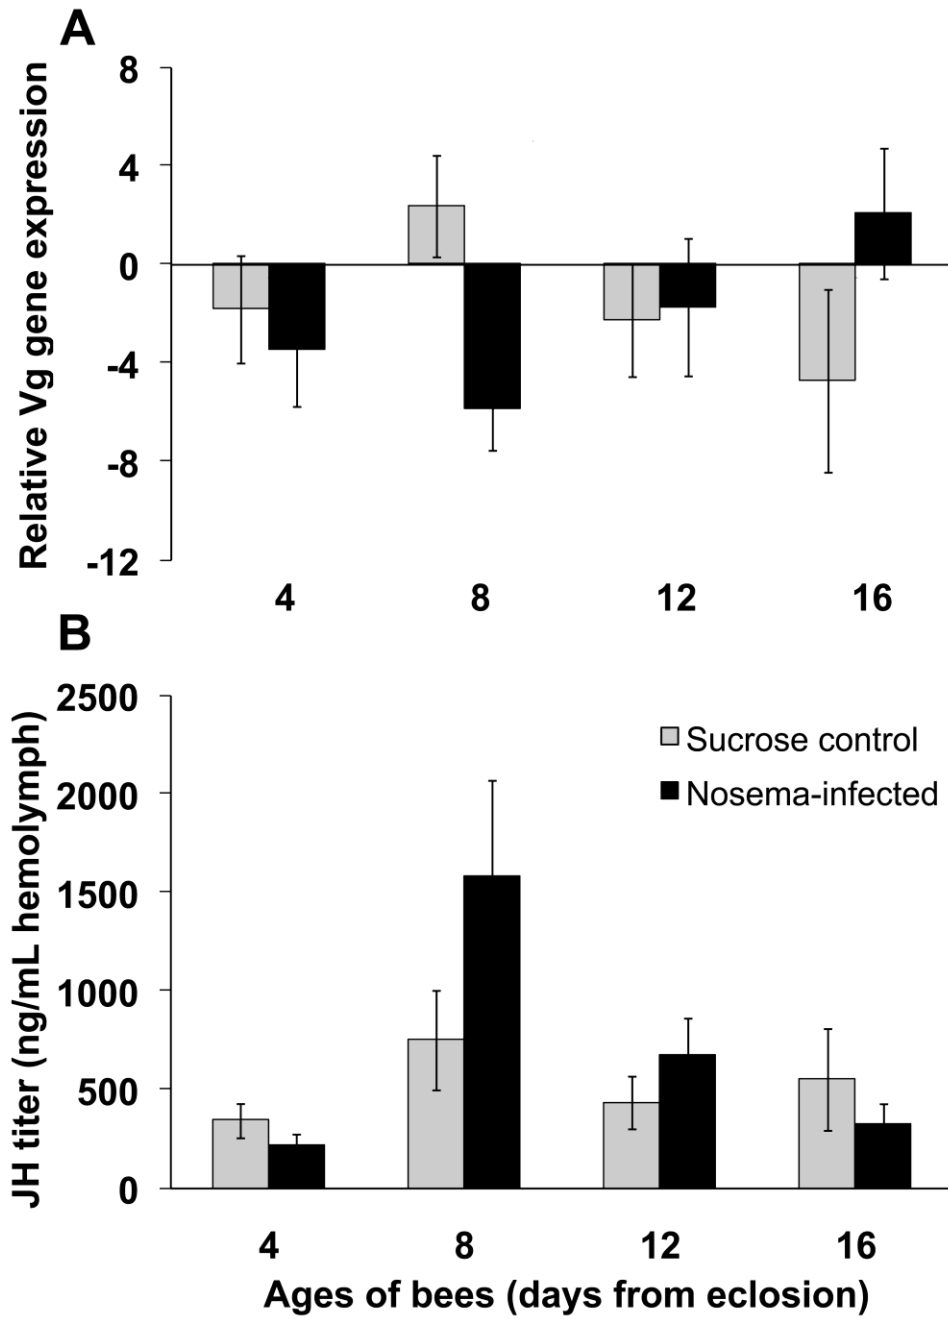 A
Relative Vg gene expression
8
4
0
-4
-8
-12
4 8 12 16
B
JH titer (ng/mL hemolymph)
2500
2000
1500
1000
500
0
Sucrose control
Nosema-infected
4 8 12 16
Ages of bees (days from eclosion)